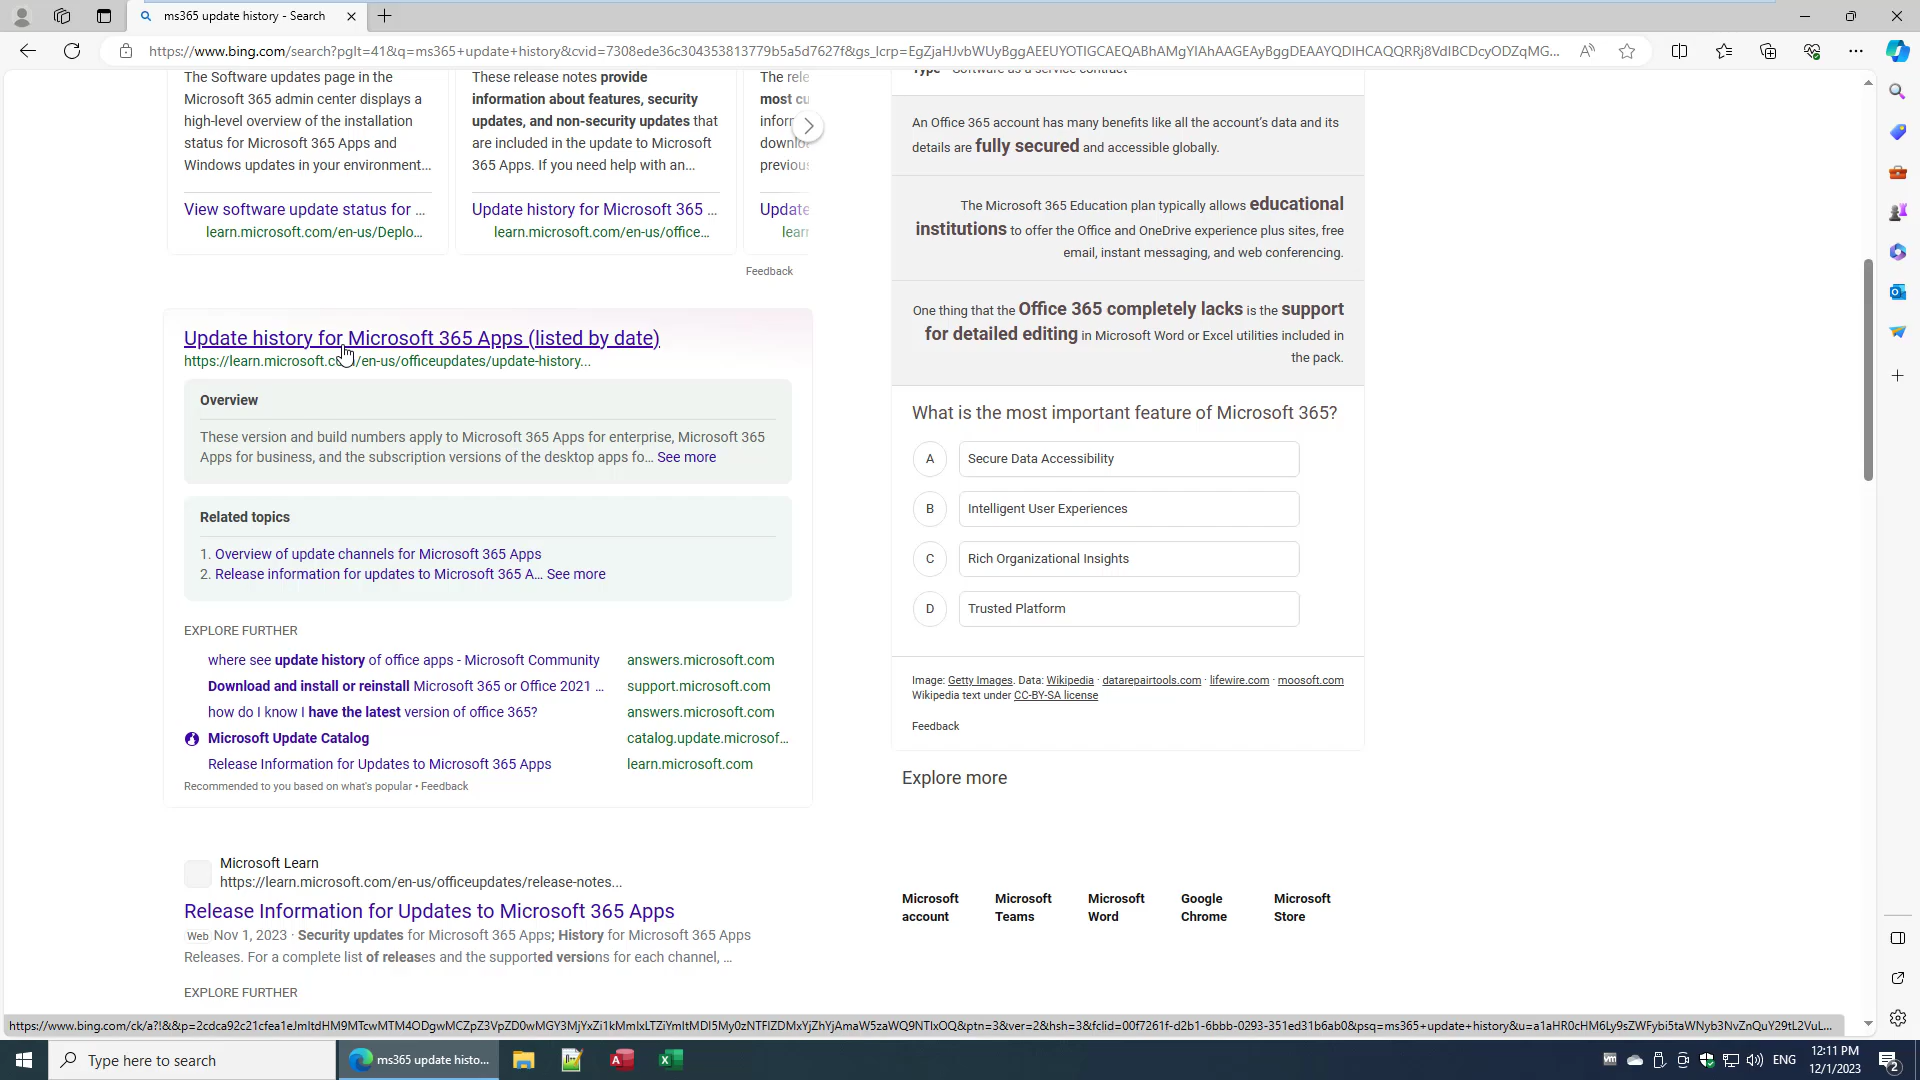 ms365 update history - Search
https://www.bing.com/search?pglt=41&q=ms365+update+history&cvid=7308ede36c304353813779b5a5d7627f&gs_lcrp=EgZjaHJvbWUyBggAEEUYOTIGCAEQABhAMgYIAhAAGEAyBggDEAAYQDIHCAQQRRj8VdIBCDcyODZqMG...
The Software updates page in the
Microsoft 365 admin center displays a
high-level overview of the installation
status for Microsoft 365 Apps and
Windows updates in your environment...
View software update status for ...
learn.microsoft.com/en-us/Deplo...
These release notes provide
information about features, security
updates, and non-security updates that
are included in the update to Microsoft
365 Apps. If you need help with an...
Update history for Microsoft 365 ...
learn.microsoft.com/en-us/office...
The rele
most cu
inform
downlo
previous
Update
learn
Feedback
Update history for Microsoft 365 Apps (listed by date)
https://learn.microsoft.com/en-us/officeupdates/update-history...
Overview
These version and build numbers apply to Microsoft 365 Apps for enterprise, Microsoft 365
Apps for business, and the subscription versions of the desktop apps fo... See more
Related topics
1. Overview of update channels for Microsoft 365 Apps
2. Release information for updates to Microsoft 365 A... See more
EXPLORE FURTHER
where see update history of office apps - Microsoft Community answers.microsoft.com
Download and install or reinstall Microsoft 365 or Office 2021 ... support.microsoft.com
how do I know I have the latest version of office 365? answers.microsoft.com
Microsoft Update Catalog catalog.update.microsof...
Release Information for Updates to Microsoft 365 Apps learn.microsoft.com
Recommended to you based on what's popular • Feedback
Microsoft Learn
https://learn.microsoft.com/en-us/officeupdates/release-notes...
Release Information for Updates to Microsoft 365 Apps
Web Nov 1, 2023 · Security updates for Microsoft 365 Apps; History for Microsoft 365 Apps
Releases. For a complete list of releases and the supported versions for each channel, ...
EXPLORE FURTHER
Type Software as a service contract
An Office 365 account has many benefits like all the account's data and its
details are fully secured and accessible globally.
The Microsoft 365 Education plan typically allows educational
institutions to offer the Office and OneDrive experience plus sites, free
email, instant messaging, and web conferencing.
One thing that the Office 365 completely lacks is the support
for detailed editing in Microsoft Word or Excel utilities included in
the pack.
What is the most important feature of Microsoft 365?
A Secure Data Accessibility
B Intelligent User Experiences
C Rich Organizational Insights
D Trusted Platform
Image: Getty Images. Data: Wikipedia · datarepairtools.com · lifewire.com · moosoft.com
Wikipedia text under CC-BY-SA license
Feedback
Explore more
Microsoft account
Microsoft Teams
Microsoft Word
Google Chrome
Microsoft Store
Type here to search
ms365 update histo...
ENG
12:11 PM
12/1/2023
2